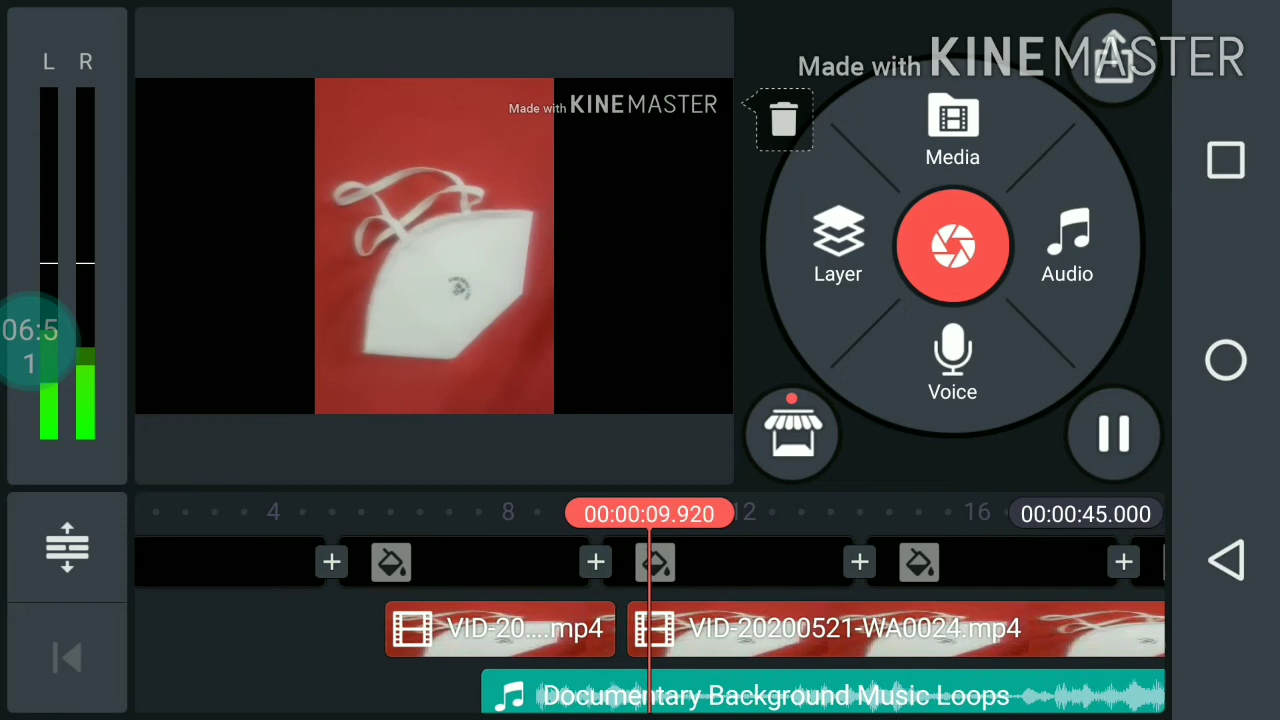 L R
Made with KINEMASTER
Made with KINEMASTER
Media
Layer
Audio
Voice
06:5
1
4 8 12 16
00:00:09.920
00:00:45.000
VID-20....mp4
VID-20200521-WA0024.mp4
Documentary Background Music Loops